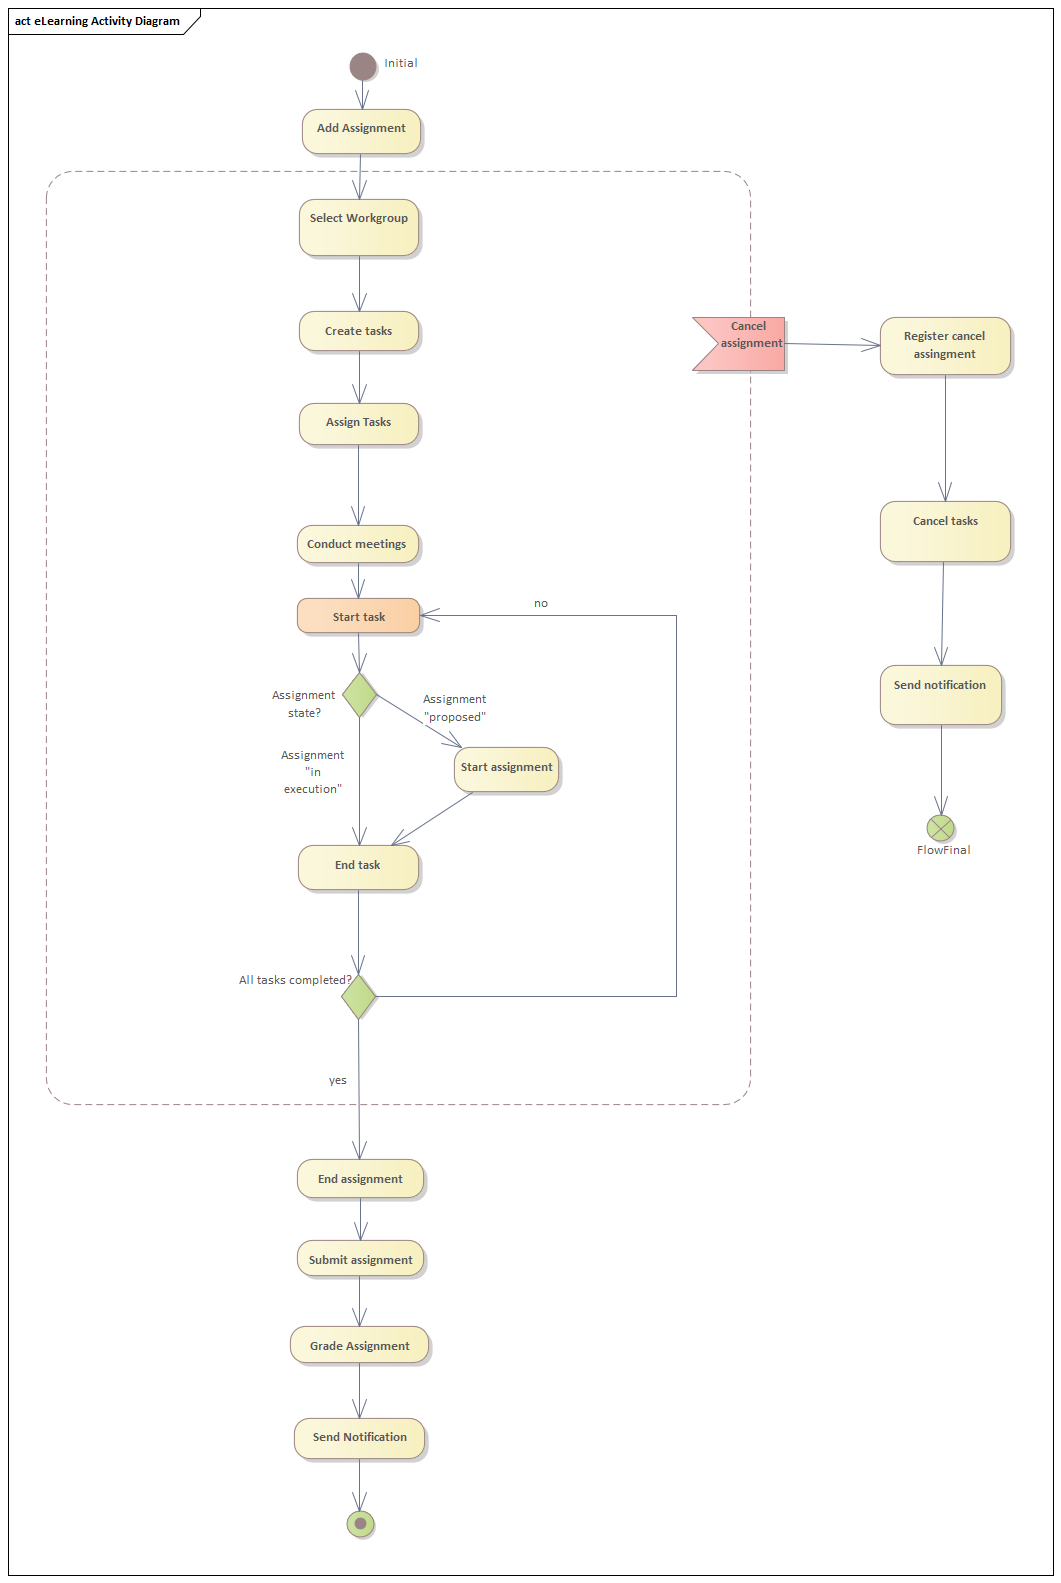 act eLearning Activity Diagram
Initial
Add Assignment
Select Workgroup
Create tasks
Cancel
assignment
Register cancel
assingment
Assign Tasks
Cancel tasks
Conduct meetings
no
Start task
Send notification
Assignment
state?
Assignment
"proposed"
Assignment
"in
execution"
Start assignment
FlowFinal
End task
All tasks completed?
yes
End assignment
Submit assignment
Grade Assignment
Send Notification